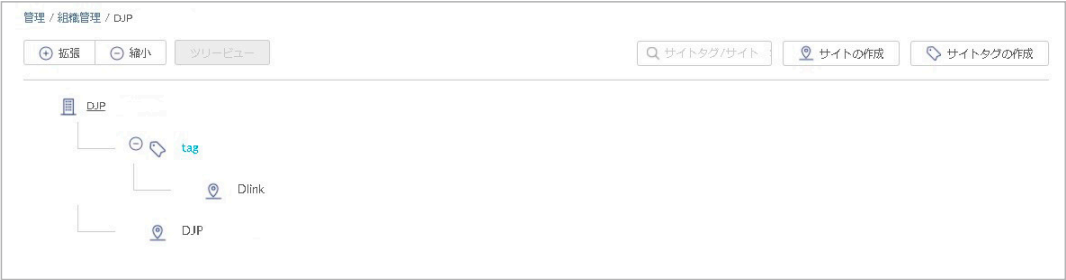 管理 / 組織管理 / DJP
拡張 縮小 ツリービュー サイトタグ/サイト サイトの作成 サイトタグの作成
DJP
tag
Dlink
DJP